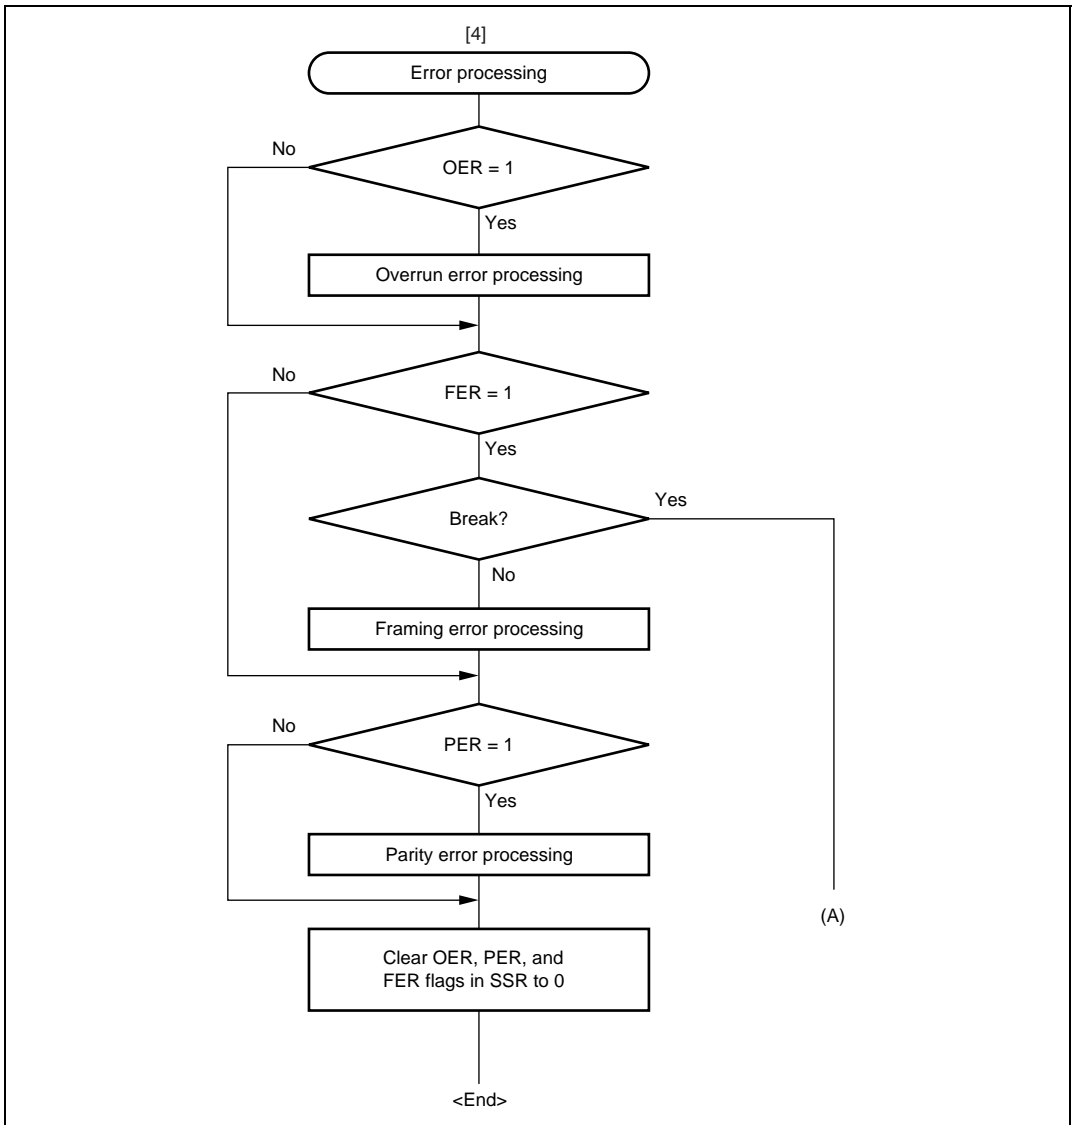 [4]
Error processing
No
OER = 1
Yes
Overrun error processing
No
FER = 1
Yes
Break?
Yes
No
Framing error processing
No
PER = 1
Yes
Parity error processing
(A)
Clear OER, PER, and
FER flags in SSR to 0
<End>